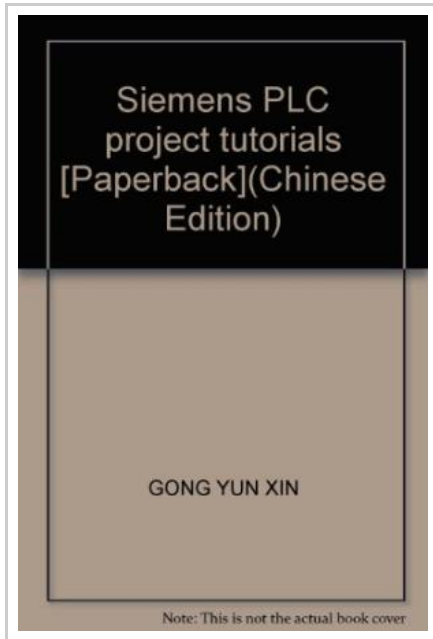 Siemens PLC
project tutorials
[Paperback](Chinese
Edition)
GONG YUN XIN
Note: This is not the actual book cover